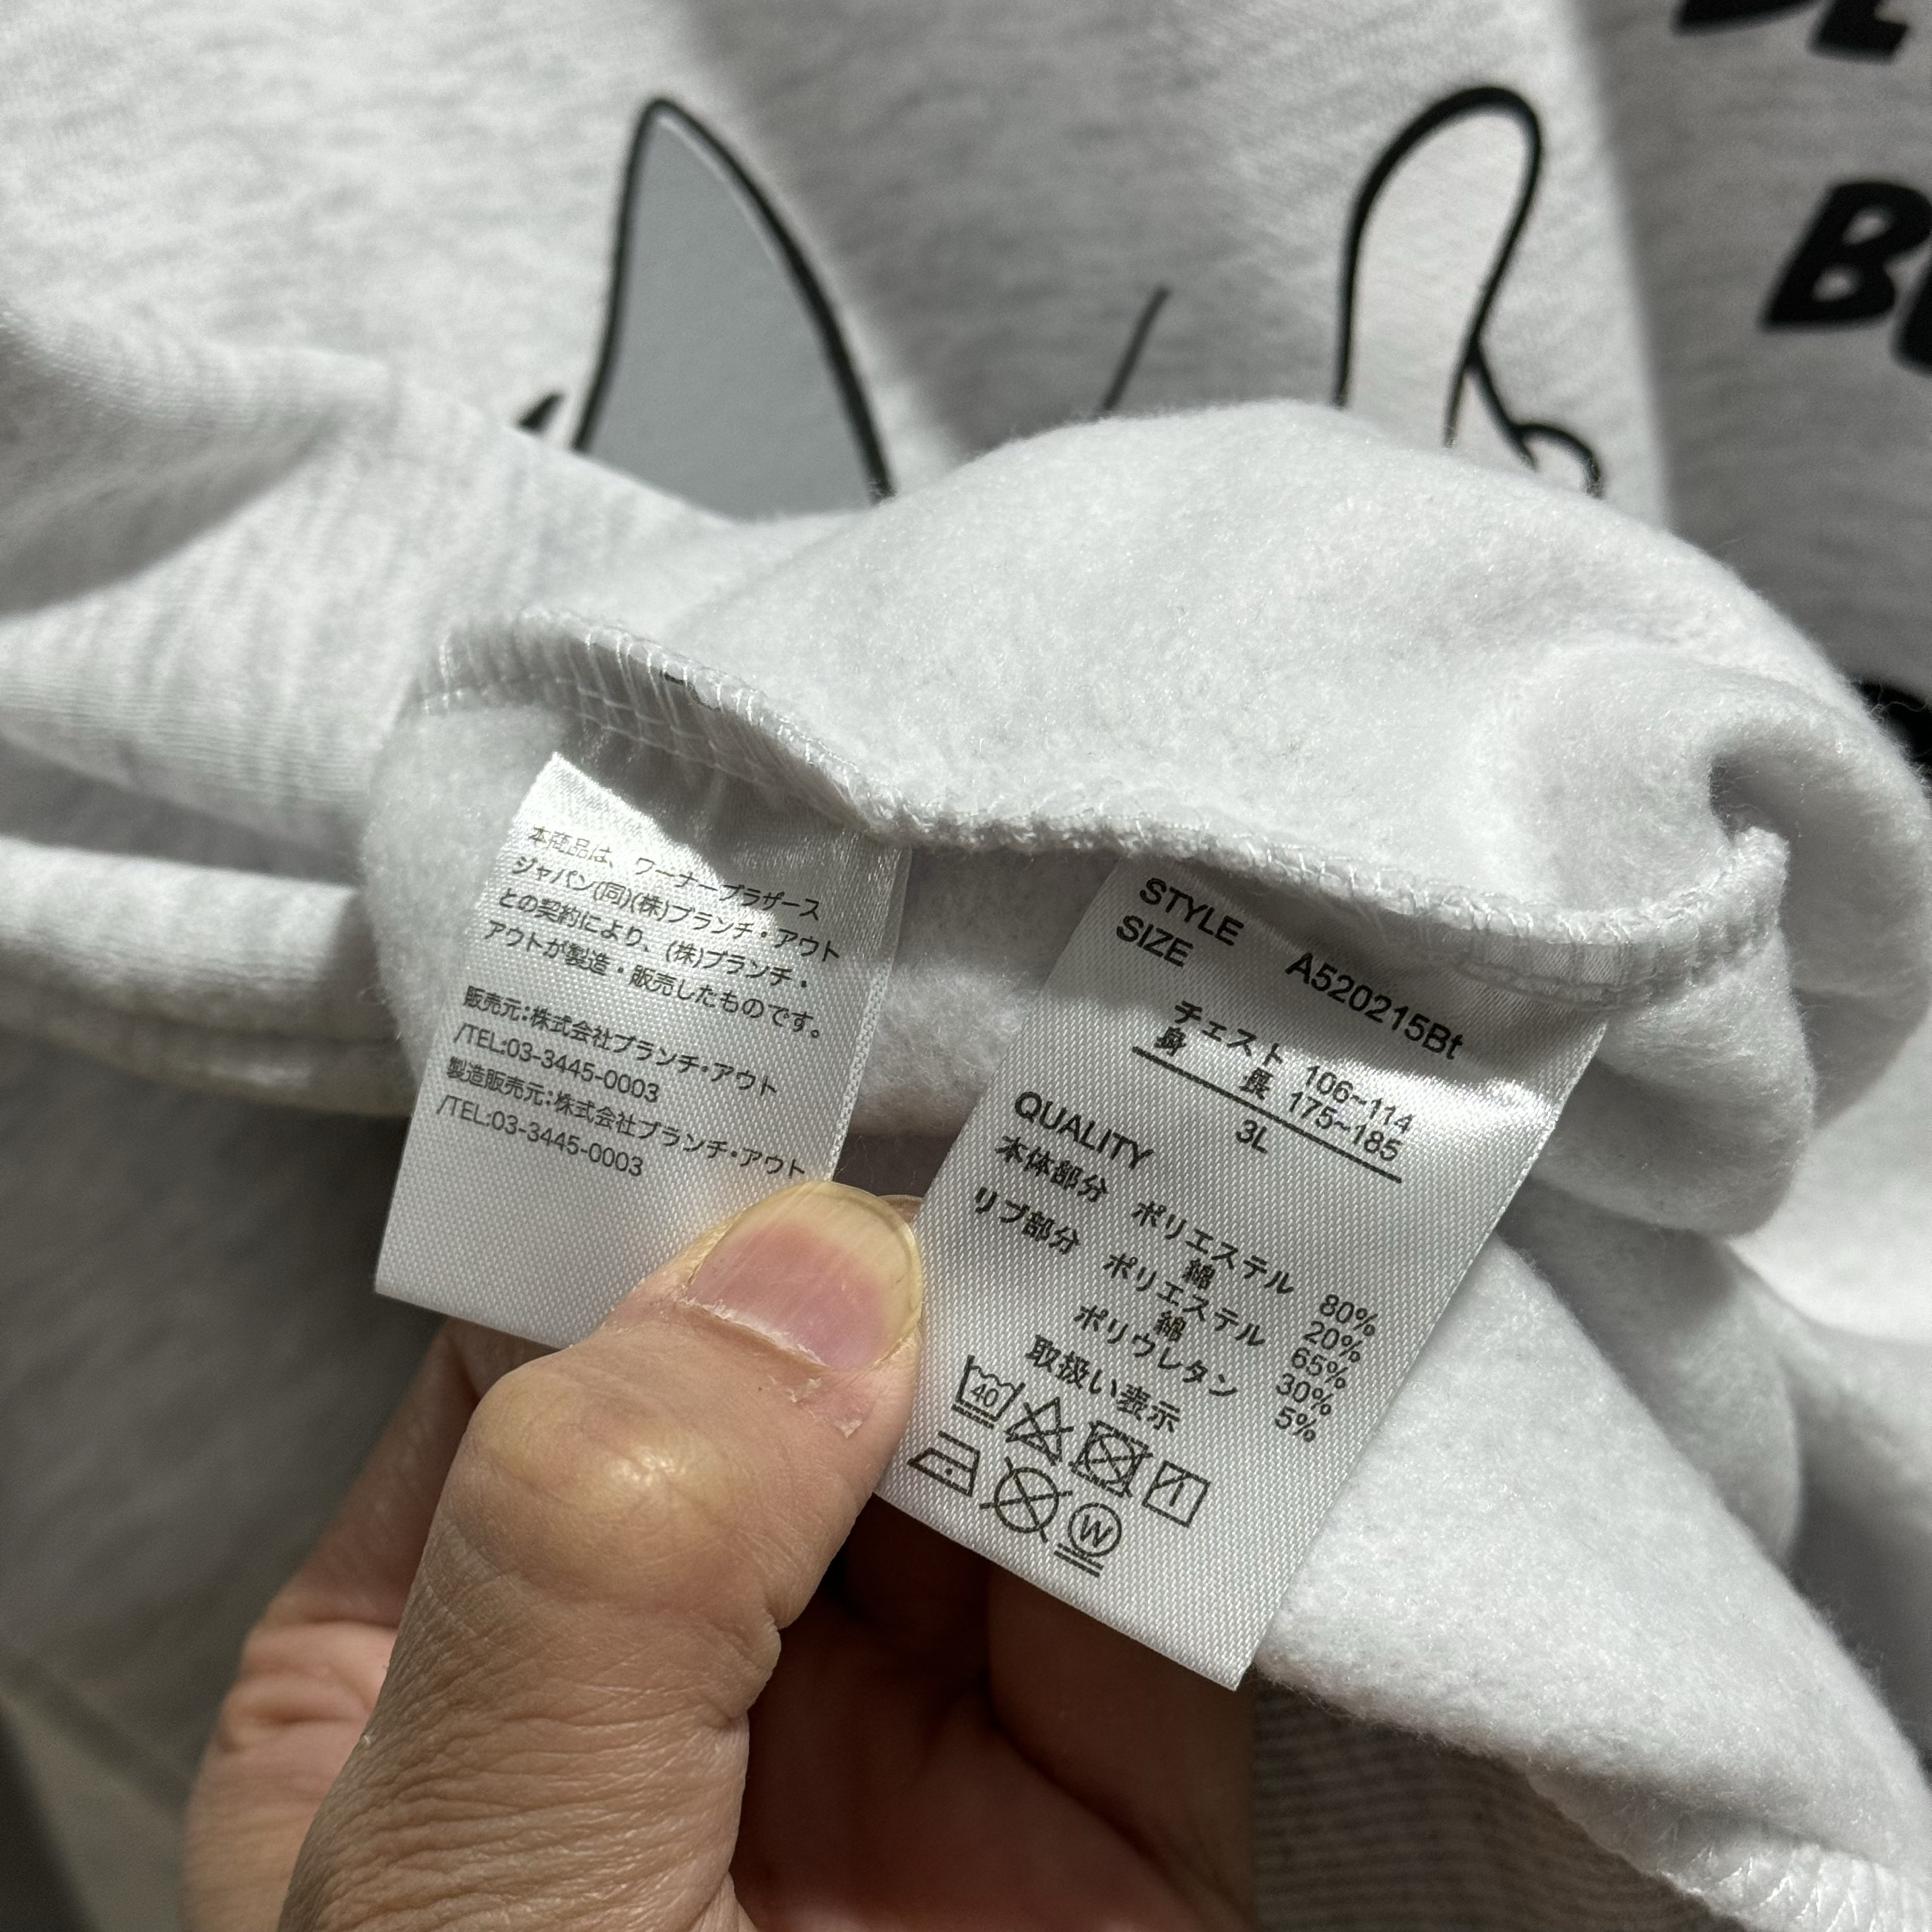 BU
本商品は、ワーナーブラザース
ジャパン(同)(株)ブランチ・アウト
との契約により、(株)ブランチ・
アウトが製造・販売したものです。
販売元:株式会社ブランチ・アウト
/TEL:03-3445-0003
製造販売元:株式会社ブランチ・アウト
/TEL:03-3445-0003
STYLE A520215Bt
SIZE
チェスト 106~114
身 長 175~185
3L
QUALITY
本体部分 ポリエステル 80%
綿 20%
リブ部分 ポリエステル 65%
綿 30%
ポリウレタン 5%
取扱い表示
40
W